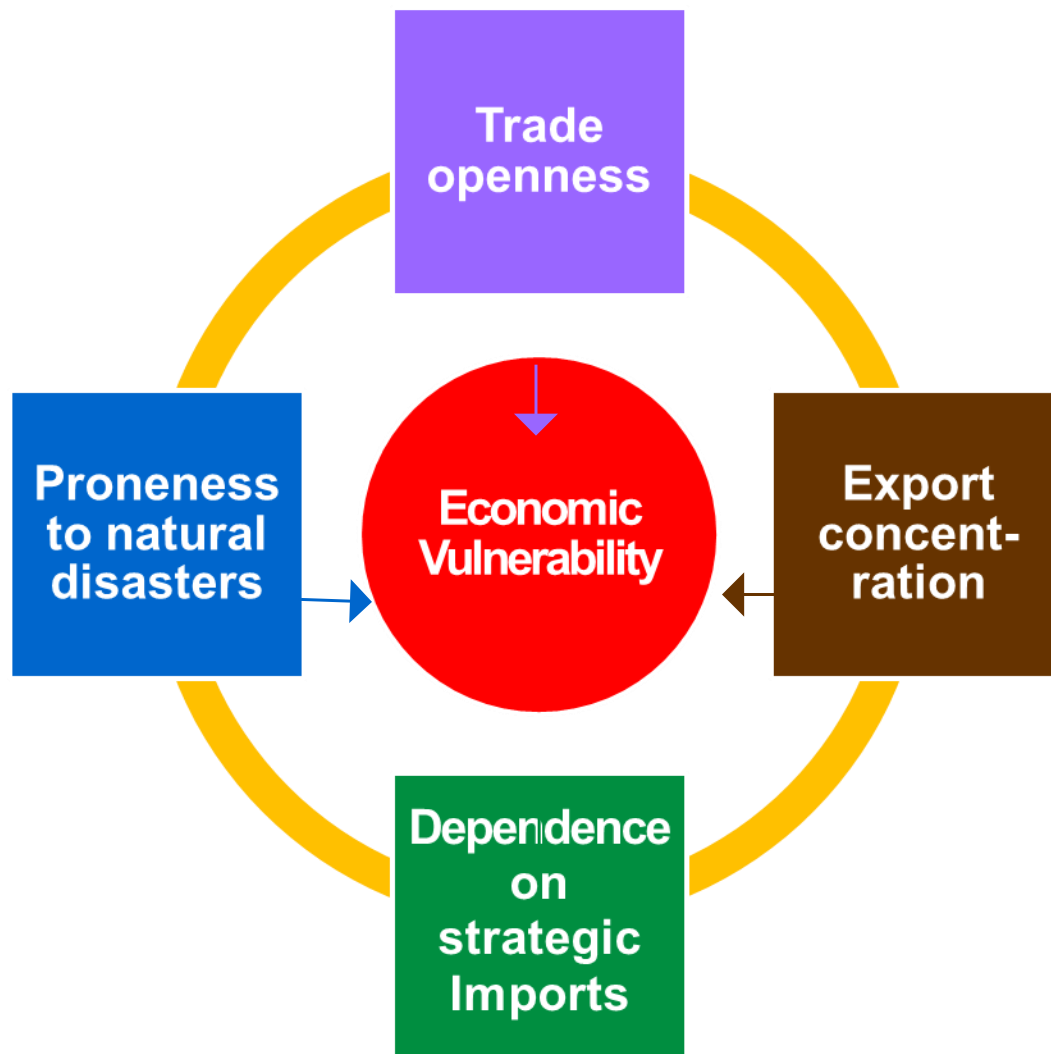 Trade
openness
Proneness
to natural
disasters
Economic
Vulnerability
Export
concent-
ration
Dependence
on
strategic
Imports